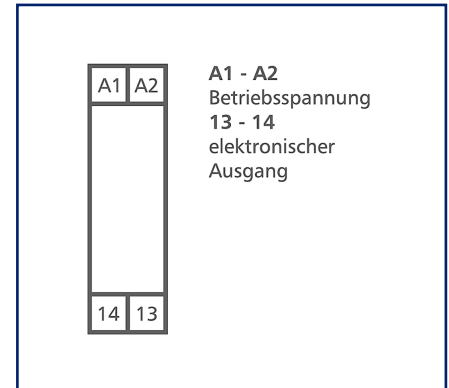 A1 A2
A1 - A2
Betriebsspannung
13 - 14
elektronischer
Ausgang
14 13